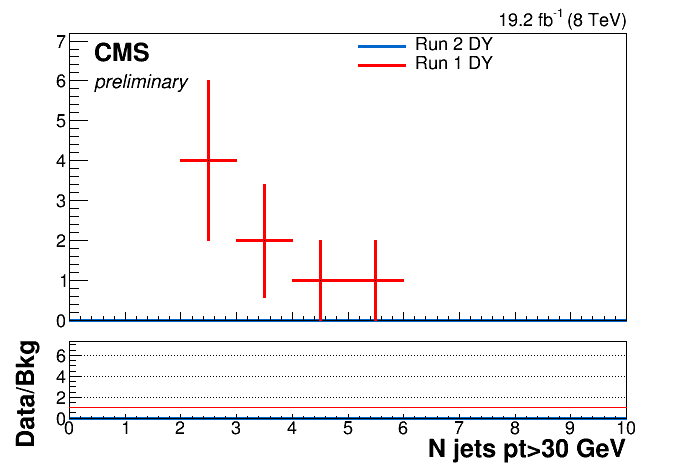 19.2 fb-1 (8 TeV)
CMS
preliminary
Run 2 DY
Run 1 DY
7
6
5
4
3
2
1
0
Data/Bkg
6
4
2
0
0 1 2 3 4 5 6 7 8 9 10
N jets pt>30 GeV